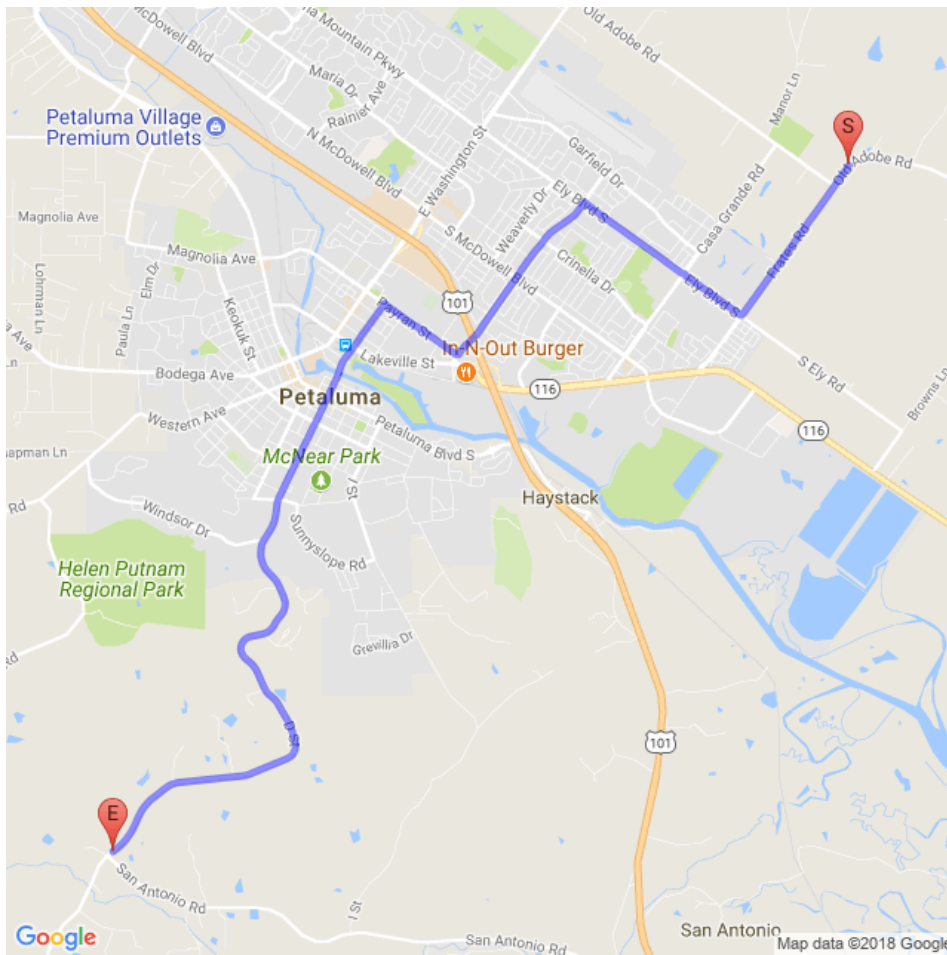 McDowell Blvd
Mountain Pkwy
Old Adobe Rd
Maria Dr
Rainier Ave
Manor Ln
Petaluma Village
Premium Outlets
N McDowell Blvd
E Washington St
Garfield Dr
S
Old Adobe Rd
Ely Blvd S
Casa Grande Rd
Weaverly Dr
Magnolia Ave
Frates Rd
S McDowell Blvd
Crinella Dr
Magnolia Ave
Lohrman Ln
Elm Dr
Ely Blvd S
101
Keokuk St
Payran St
Paula Ln
In-N-Out Burger
Lakeville St
S Ely Rd
Bodega Ave
116
Browns Ln
Petaluma
Western Ave
116
Petaluma Blvd S
McNear Park
I St
Haystack
Windsor Dr
Sunnyslope Rd
Helen Putnam
Regional Park
Grevillia Dr
D St
101
E
San Antonio Rd
I St
San Antonio
Google
San Antonio Rd
Map data ©2018 Google